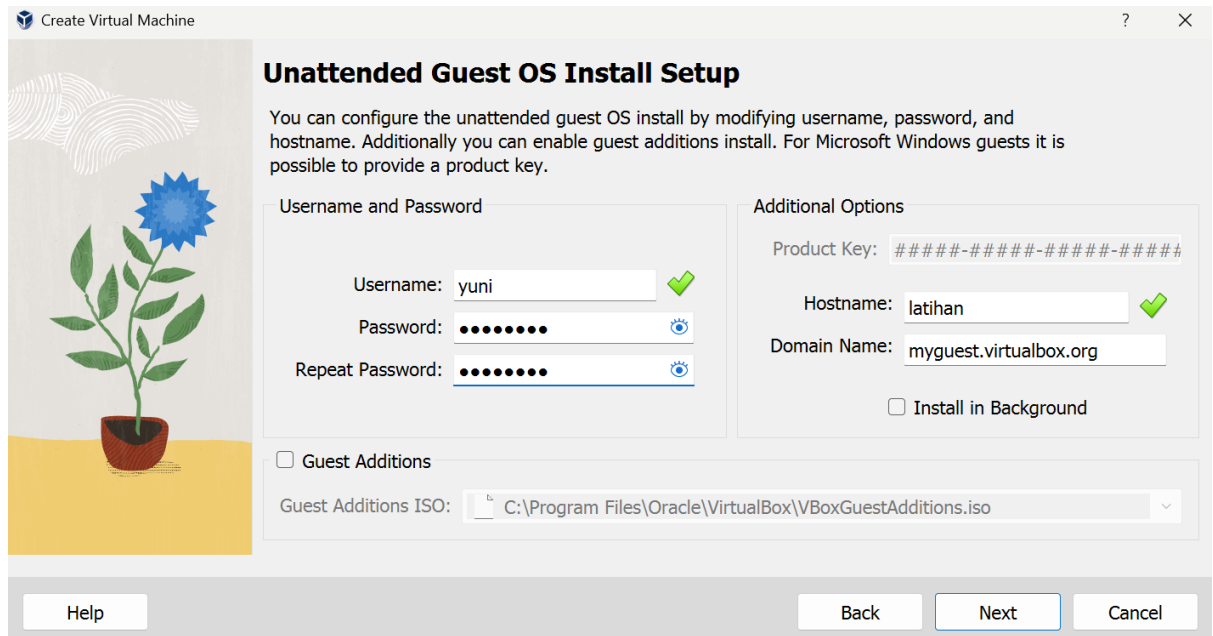 Create Virtual Machine
?
Unattended Guest OS Install Setup
You can configure the unattended guest OS install by modifying username, password, and
hostname. Additionally you can enable guest additions install. For Microsoft Windows guests it is
possible to provide a product key.
Username and Password
Username: yuni
Password: ●●●●●●●●
Repeat Password: ●●●●●●●●
Additional Options
Product Key: #####-#####-#####-#####
Hostname: latihan
Domain Name: myguest.virtualbox.org
Install in Background
Guest Additions
Guest Additions ISO: C:\Program Files\Oracle\VirtualBox\VBoxGuestAdditions.iso
Help
Back
Next
Cancel